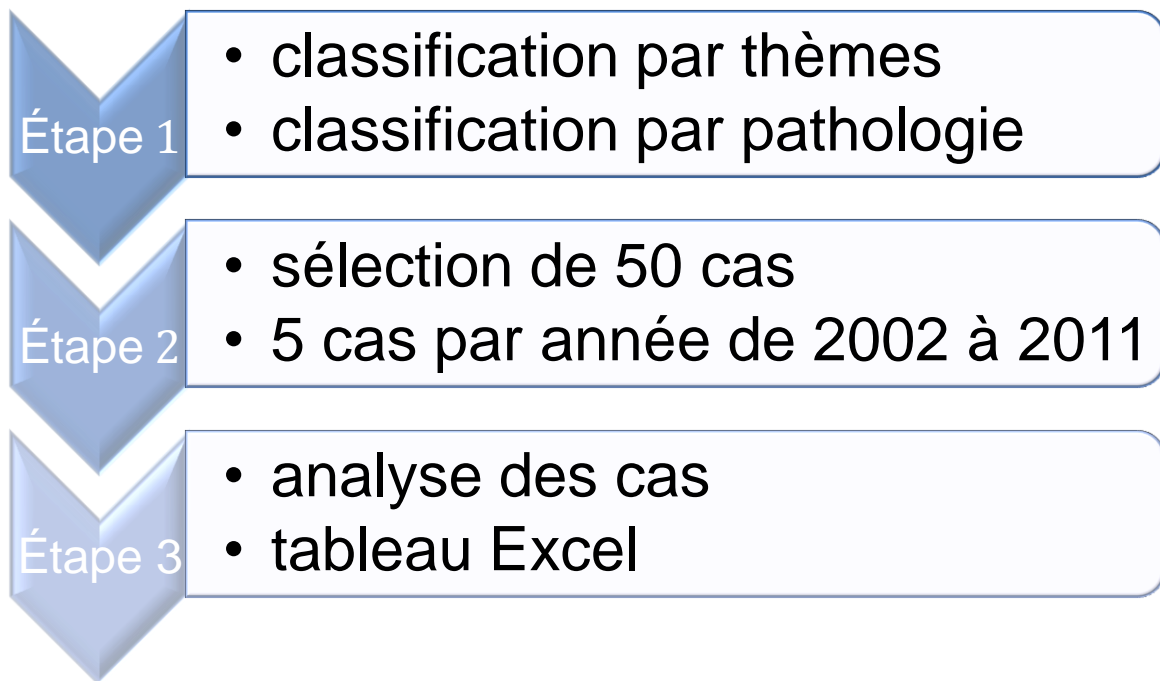 Étape 1
• classification par thèmes
• classification par pathologie
Étape 2
• sélection de 50 cas
• 5 cas par année de 2002 à 2011
Étape 3
• analyse des cas
• tableau Excel